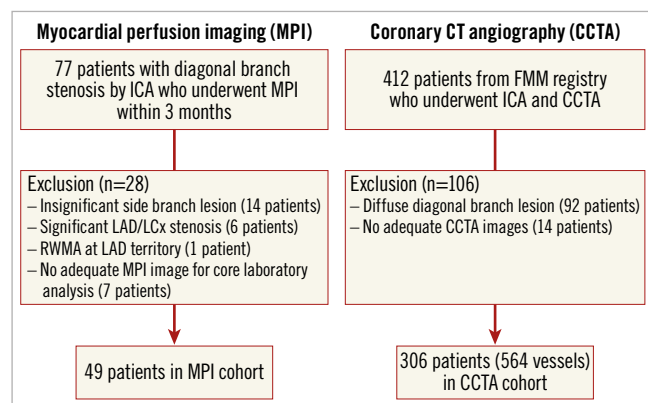 Myocardial perfusion imaging (MPI)
77 patients with diagonal branch
stenosis by ICA who underwent MPI
within 3 months
Exclusion (n=28)
– Insignificant side branch lesion (14 patients)
– Significant LAD/LCx stenosis (6 patients)
– RWMA at LAD territory (1 patient)
– No adequate MPI image for core laboratory
analysis (7 patients)
49 patients in MPI cohort
Coronary CT angiography (CCTA)
412 patients from FMM registry
who underwent ICA and CCTA
Exclusion (n=106)
– Diffuse diagonal branch lesion (92 patients)
– No adequate CCTA images (14 patients)
306 patients (564 vessels)
in CCTA cohort